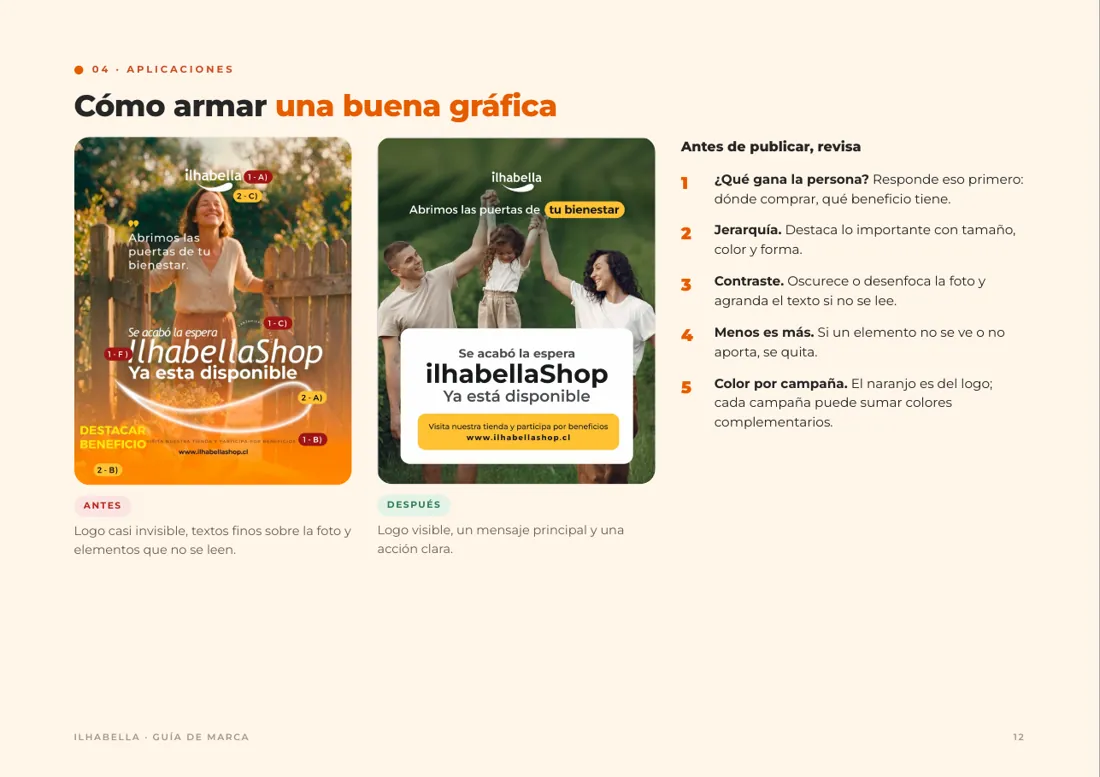 04 · APLICACIONES
Cómo armar una buena gráfica
ilhabella
1 - A)
2 - C)
Abrimos las
puertas de tu
bienestar.
1 - C)
Se acabó la espera
1 - F)
IlhabellaShop
Ya esta disponible
2 - A)
DESTACAR
BENEFICIO
VISITA NUESTRA TIENDA Y PARTICIPA POR BENEFICIOS
1 - B)
www.ilhabellashop.cl
2 - B)
ANTES
Logo casi invisible, textos finos sobre la foto y
elementos que no se leen.
ilhabella
Abrimos las puertas de tu bienestar
Se acabó la espera
ilhabellaShop
Ya está disponible
Visita nuestra tienda y participa por beneficios
www.ilhabellashop.cl
DESPUÉS
Logo visible, un mensaje principal y una
acción clara.
Antes de publicar, revisa
1 ¿Qué gana la persona? Responde eso primero:
dónde comprar, qué beneficio tiene.
2 Jerarquía. Destaca lo importante con tamaño,
color y forma.
3 Contraste. Oscurece o desenfoca la foto y
agranda el texto si no se lee.
4 Menos es más. Si un elemento no se ve o no
aporta, se quita.
5 Color por campaña. El naranjo es del logo;
cada campaña puede sumar colores
complementarios.
ILHABELLA · GUÍA DE MARCA
12